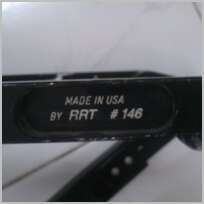 MADE IN USA
BY RRT # 146